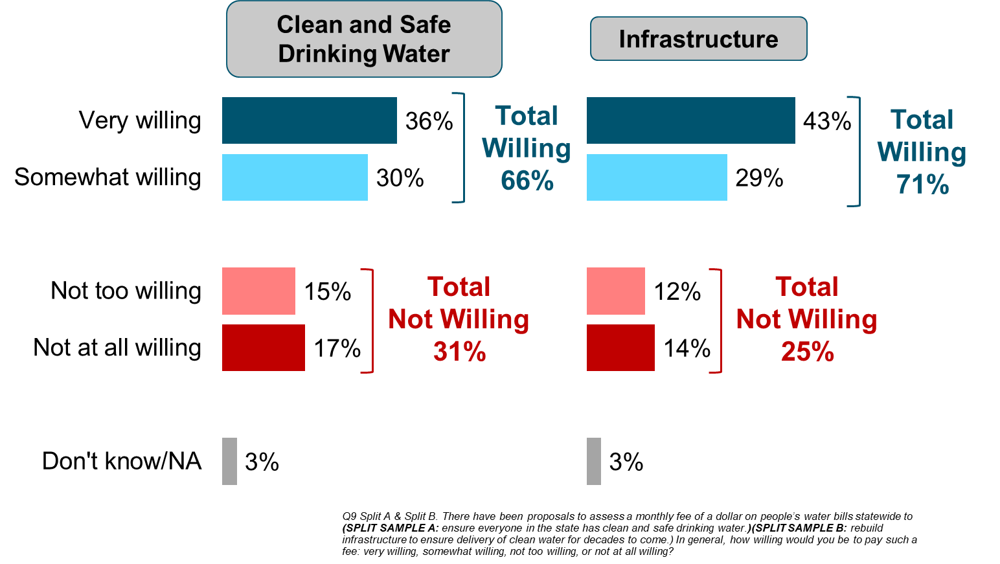 Clean and Safe
Drinking Water
Infrastructure
Very willing
36%
Total
Willing
66%
43%
Total
Willing
71%
Somewhat willing
30%
29%
Not too willing
15%
Total
Not Willing
31%
12%
Total
Not Willing
25%
Not at all willing
17%
14%
Don't know/NA
3%
3%
Q9 Split A & Split B. There have been proposals to assess a monthly fee of a dollar on people’s water bills statewide to
(SPLIT SAMPLE A: ensure everyone in the state has clean and safe drinking water.)(SPLIT SAMPLE B: rebuild
infrastructure to ensure delivery of clean water for decades to come.) In general, how willing would you be to pay such a
fee: very willing, somewhat willing, not too willing, or not at all willing?